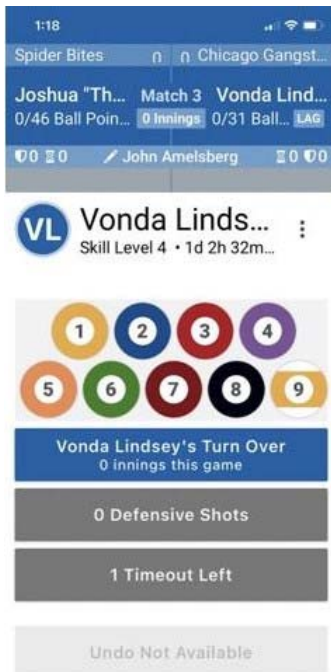 1:18
Spider Bites Chicago Gangst...
Joshua "Th... Match 3 Vonda Lind...
0/46 Ball Poin... 0 Innings 0/31 Ball... LAG
0 0 John Amelsberg 0 0
VL Vonda Linds...
Skill Level 4 • 1d 2h 32m...
1 2 3 4
5 6 7 8 9
Vonda Lindsey's Turn Over
0 innings this game
0 Defensive Shots
1 Timeout Left
Undo Not Available